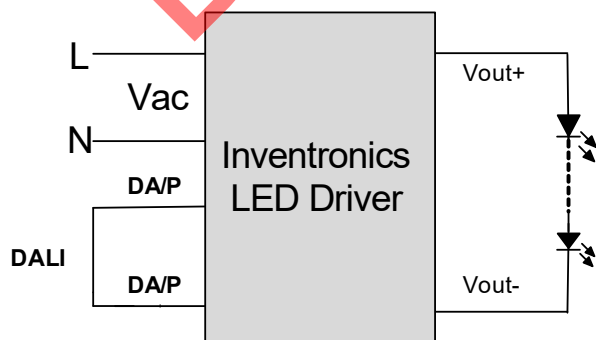 L
Vac
N
DA/P
DALI
DA/P
Inventronics
LED Driver
Vout+
Vout-